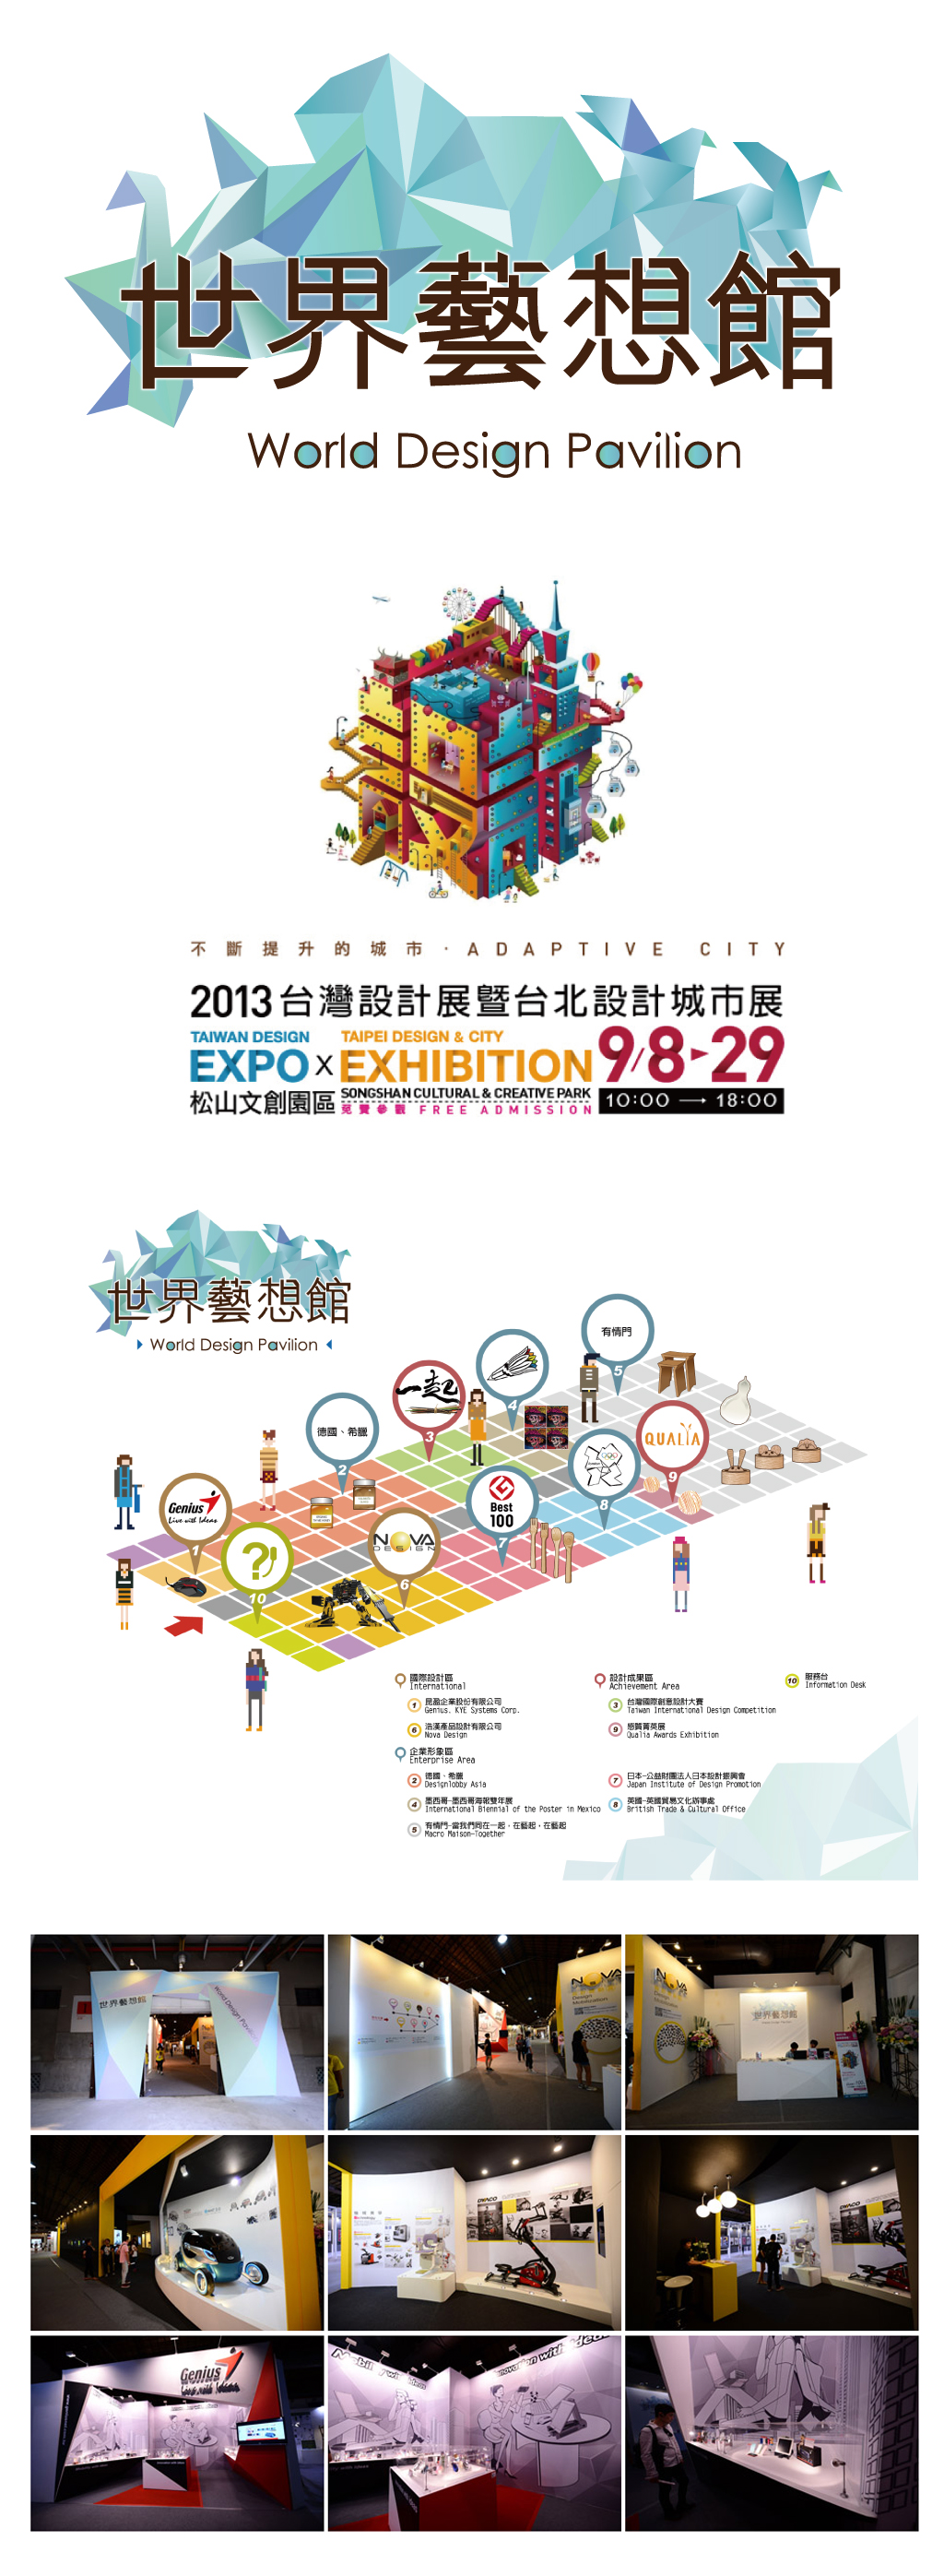 世界藝想館
World Design Pavilion
不斷提升的城市・ADAPTIVE CITY
2013台灣設計展暨台北設計城市展
TAIWAN DESIGN
EXPO
X
TAIPEI DESIGN & CITY
EXHIBITION
9/8▸29
松山文創園區
SONGSHAN CULTURAL & CREATIVE PARK
免費參觀 FREE ADMISSION
10:00 → 18:00
世界藝想館
World Design Pavilion
有情門
5
4
一起
3
德國、希臘
2
QUALIA
9
London
8
Best
100
7
Genius
Live with Ideas
1
NOVA
DESIGN
6
?
10
國際設計區
International
1 昆盈企業股份有限公司
Genius, KYE Systems Corp.
6 浩漢產品設計有限公司
Nova Design
企業形象區
Enterprise Area
2 德國、希臘
Designlobby Asia
4 墨西哥-墨西哥海報雙年展
International Biennial of the Poster in Mexico
5 有情門-當我們同在一起，在藝起
Macro Maison-Together
設計成果區
Achievement Area
3 台灣國際創意設計大賽
Taiwan International Design Competition
9 感質菁英展
Qualia Awards Exhibition
7 日本-公益財團法人日本設計振興會
Japan Institute of Design Promotion
8 英國-英國貿易文化辦事處
British Trade & Cultural Office
10 服務台
Information Desk
世界藝想館
World Design Pavilion
NOVA
NOVA
世界藝想館
DYACO
DYACO
Genius